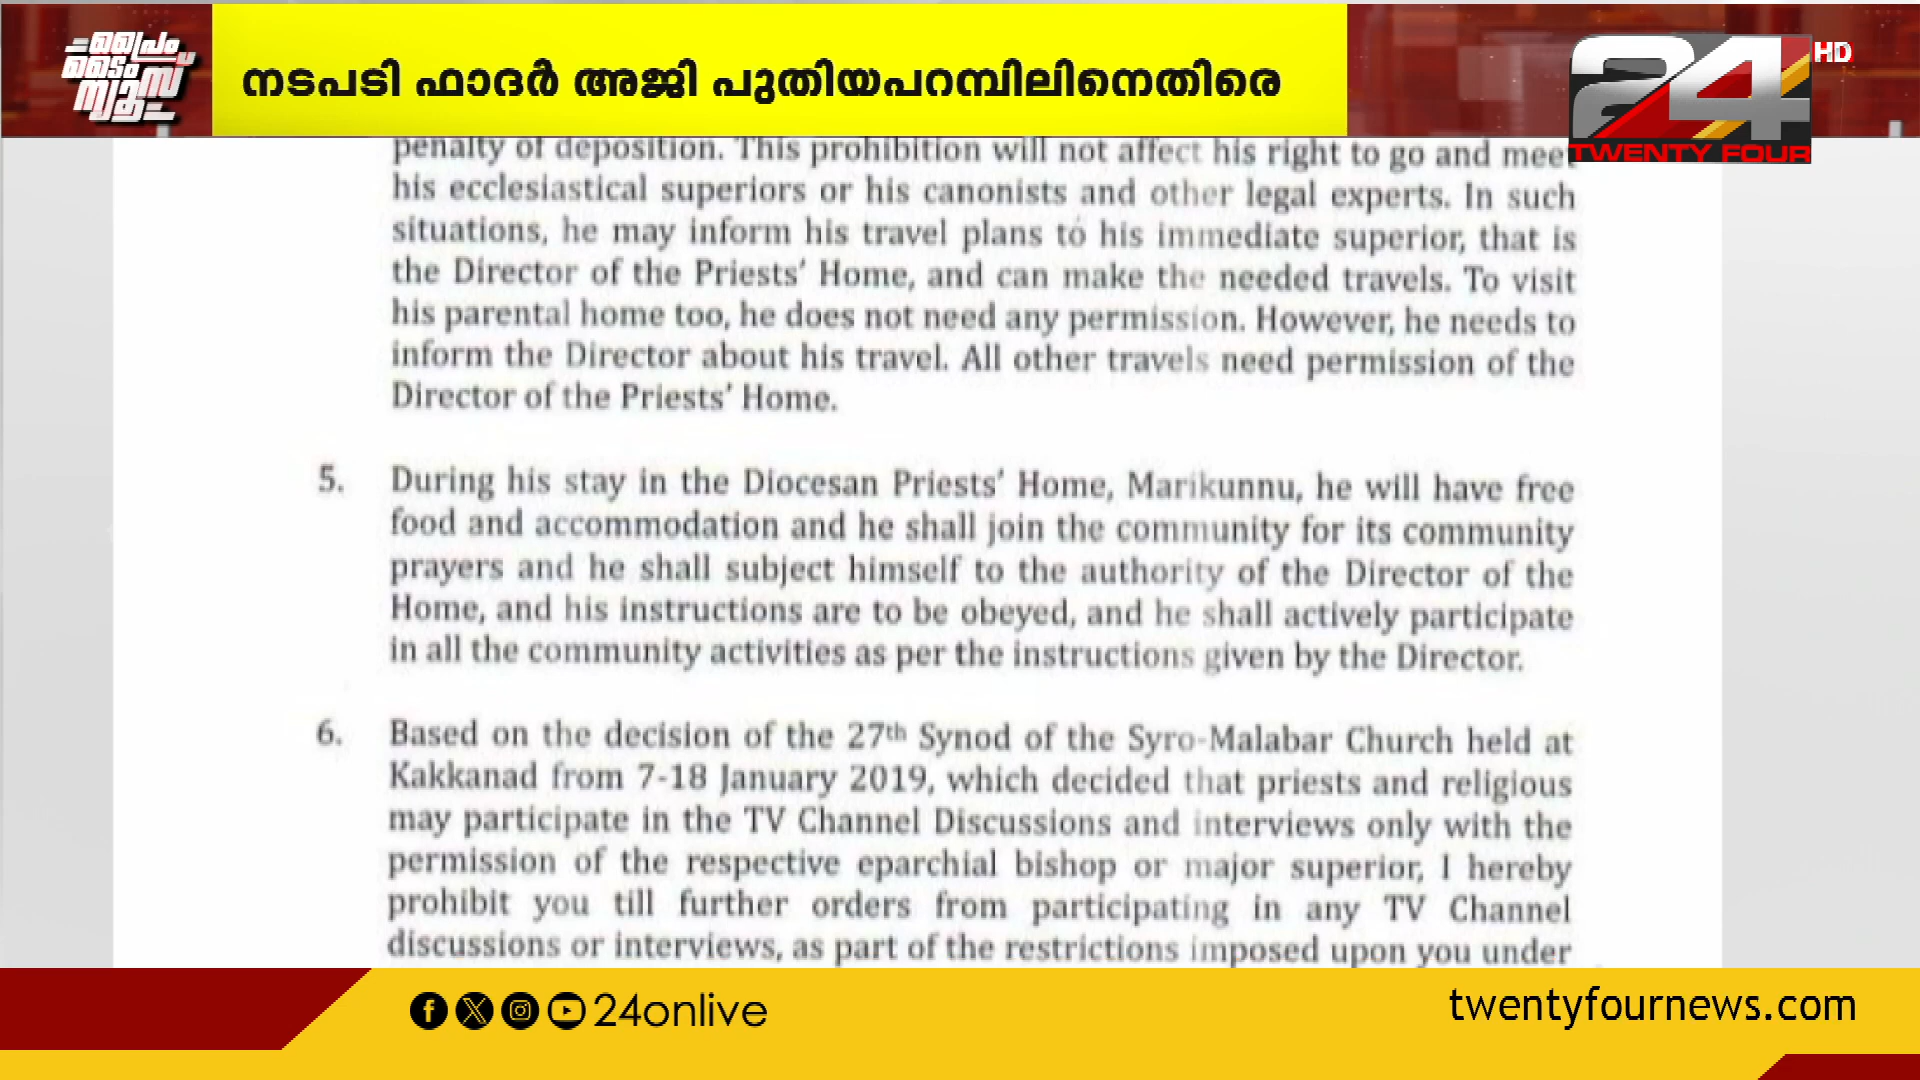 പ്രൈം
ടൈം
ന്യൂസ്
നടപടി ഫാദർ അജി പുതിയപറമ്പിലിനെതിരെ
24 HD
TWENTY FOUR
penalty of deposition. This prohibition will not affect his right to go and meet
his ecclesiastical superiors or his canonists and other legal experts. In such
situations, he may inform his travel plans to his immediate superior, that is
the Director of the Priests’ Home, and can make the needed travels. To visit
his parental home too, he does not need any permission. However, he needs to
inform the Director about his travel. All other travels need permission of the
Director of the Priests’ Home.
5. During his stay in the Diocesan Priests’ Home, Marikunnu, he will have free
food and accommodation and he shall join the community for its community
prayers and he shall subject himself to the authority of the Director of the
Home, and his instructions are to be obeyed, and he shall actively participate
in all the community activities as per the instructions given by the Director.
6. Based on the decision of the 27th Synod of the Syro-Malabar Church held at
Kakkanad from 7-18 January 2019, which decided that priests and religious
may participate in the TV Channel Discussions and interviews only with the
permission of the respective eparchial bishop or major superior, I hereby
prohibit you till further orders from participating in any TV Channel
discussions or interviews, as part of the restrictions imposed upon you under
24onlive
twentyfournews.com